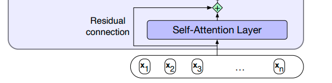 Residual
connection
Self-Attention Layer
x1 x2 x3 … xn